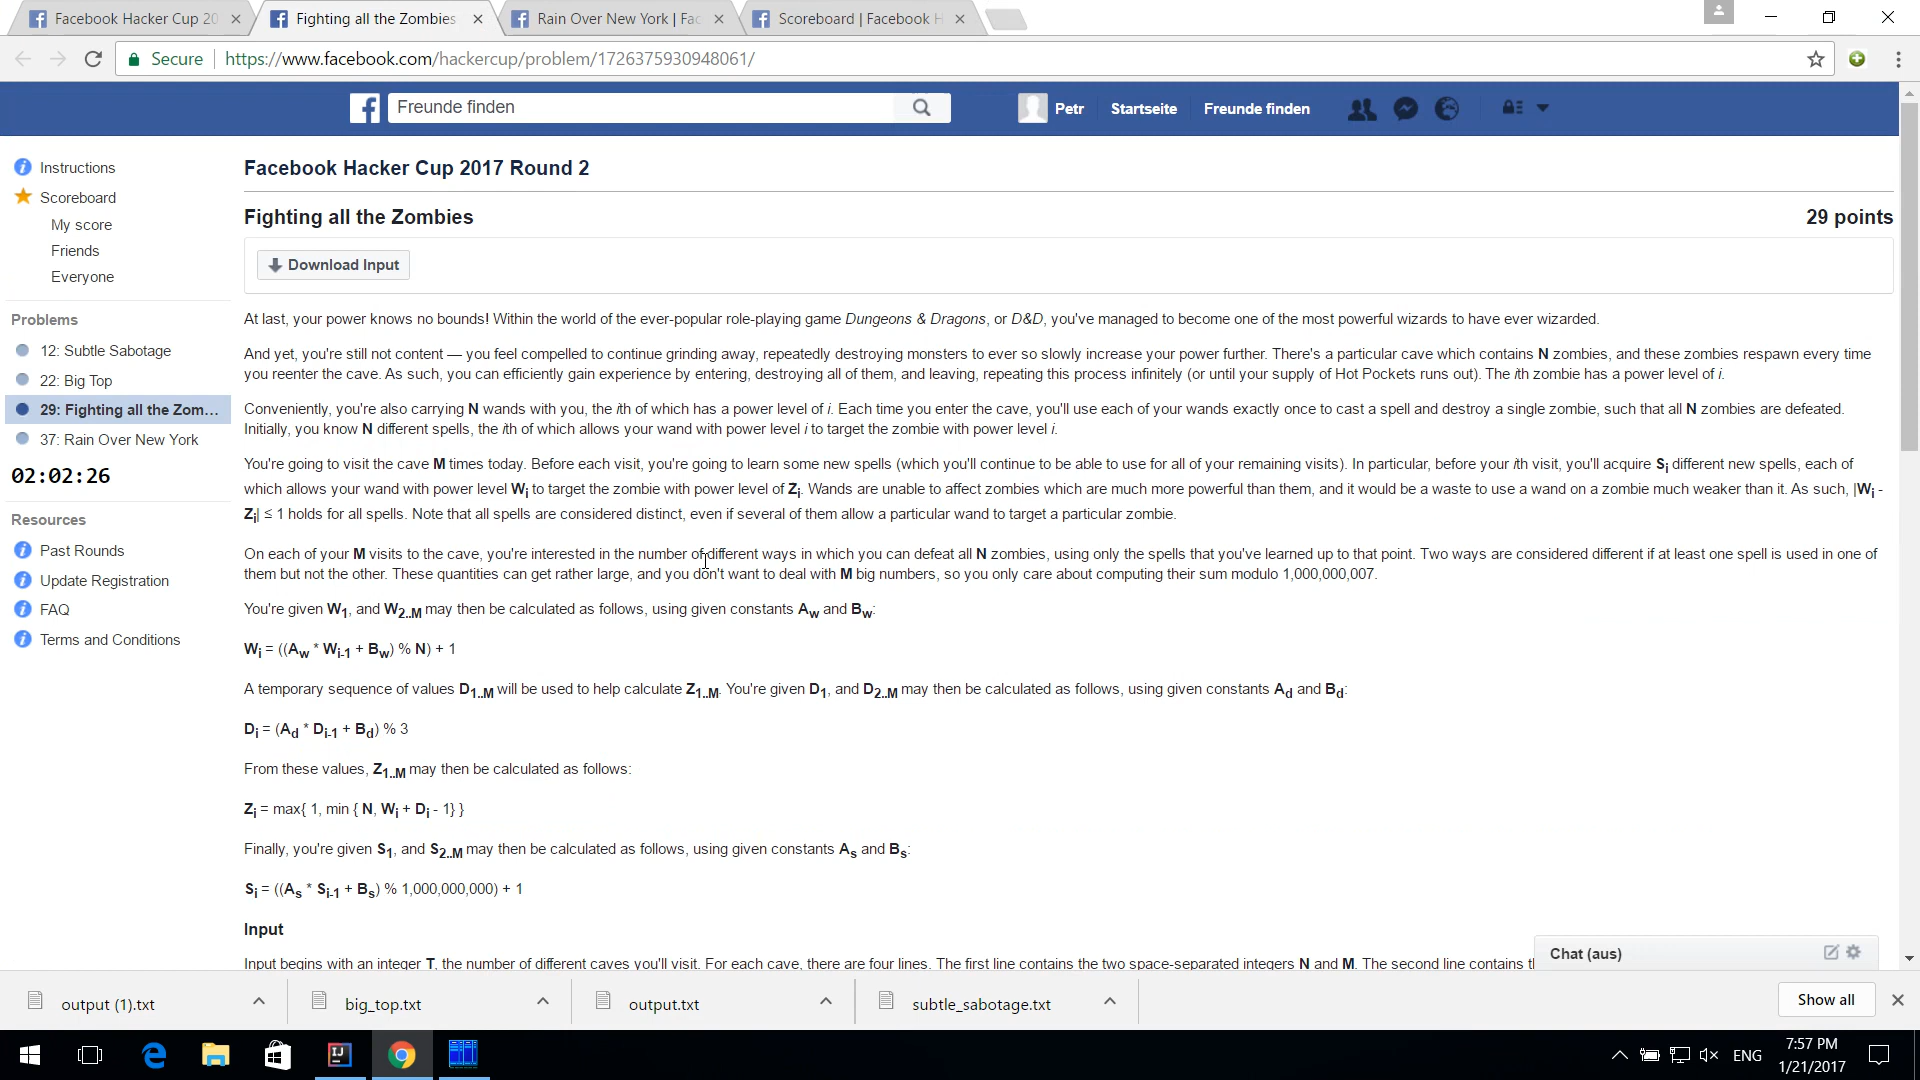 Facebook Hacker Cup 20
Fighting all the Zombies
Rain Over New York | Fac
Scoreboard | Facebook H
Secure
https://www.facebook.com/hackercup/problem/1726375930948061/
Freunde finden
Petr
Startseite
Freunde finden
Instructions
Scoreboard
My score
Friends
Everyone
Problems
12: Subtle Sabotage
22: Big Top
29: Fighting all the Zom...
37: Rain Over New York
02:02:26
Resources
Past Rounds
Update Registration
FAQ
Terms and Conditions
Facebook Hacker Cup 2017 Round 2
Fighting all the Zombies
29 points
Download Input
At last, your power knows no bounds! Within the world of the ever-popular role-playing game Dungeons & Dragons, or D&D, you've managed to become one of the most powerful wizards to have ever wizarded.
And yet, you're still not content — you feel compelled to continue grinding away, repeatedly destroying monsters to ever so slowly increase your power further. There's a particular cave which contains N zombies, and these zombies respawn every time
you reenter the cave. As such, you can efficiently gain experience by entering, destroying all of them, and leaving, repeating this process infinitely (or until your supply of Hot Pockets runs out). The ith zombie has a power level of i.
Conveniently, you're also carrying N wands with you, the ith of which has a power level of i. Each time you enter the cave, you'll use each of your wands exactly once to cast a spell and destroy a single zombie, such that all N zombies are defeated.
Initially, you know N different spells, the ith of which allows your wand with power level i to target the zombie with power level i.
You're going to visit the cave M times today. Before each visit, you're going to learn some new spells (which you'll continue to be able to use for all of your remaining visits). In particular, before your ith visit, you'll acquire Si different new spells, each of
which allows your wand with power level Wi to target the zombie with power level of Zi. Wands are unable to affect zombies which are much more powerful than them, and it would be a waste to use a wand on a zombie much weaker than it. As such, |Wi -
Zi| ≤ 1 holds for all spells. Note that all spells are considered distinct, even if several of them allow a particular wand to target a particular zombie.
On each of your M visits to the cave, you're interested in the number of different ways in which you can defeat all N zombies, using only the spells that you've learned up to that point. Two ways are considered different if at least one spell is used in one of
them but not the other. These quantities can get rather large, and you don't want to deal with M big numbers, so you only care about computing their sum modulo 1,000,000,007.
You're given W1, and W2..M may then be calculated as follows, using given constants Aw and Bw:
Wi = ((Aw * Wi-1 + Bw) % N) + 1
A temporary sequence of values D1..M will be used to help calculate Z1..M. You're given D1, and D2..M may then be calculated as follows, using given constants Ad and Bd:
Di = (Ad * Di-1 + Bd) % 3
From these values, Z1..M may then be calculated as follows:
Zi = max{ 1, min { N, Wi + Di - 1} }
Finally, you're given S1, and S2..M may then be calculated as follows, using given constants As and Bs:
Si = ((As * Si-1 + Bs) % 1,000,000,000) + 1
Input
Input begins with an integer T, the number of different caves you'll visit. For each cave, there are four lines. The first line contains the two space-separated integers N and M. The second line contains
Chat (aus)
output (1).txt
big_top.txt
output.txt
subtle_sabotage.txt
Show all
ENG
7:57 PM
1/21/2017